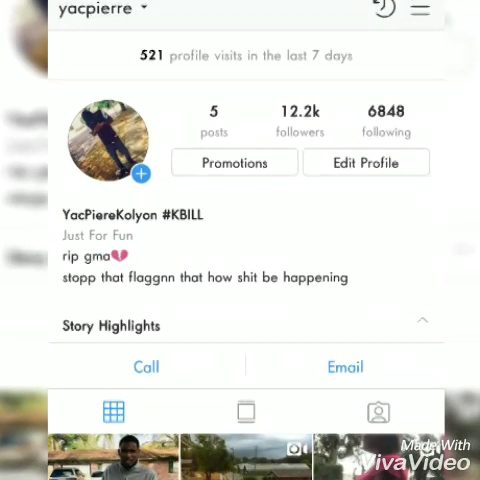 yacpierre
521 profile visits in the last 7 days
5 12.2k 6848
posts followers following
Promotions Edit Profile
YacPiereKolyon #KBILL
Just For Fun
rip gma💔
stopp that flaggnn that how shit be happening
Story Highlights
Call Email
Made With
VivaVideo